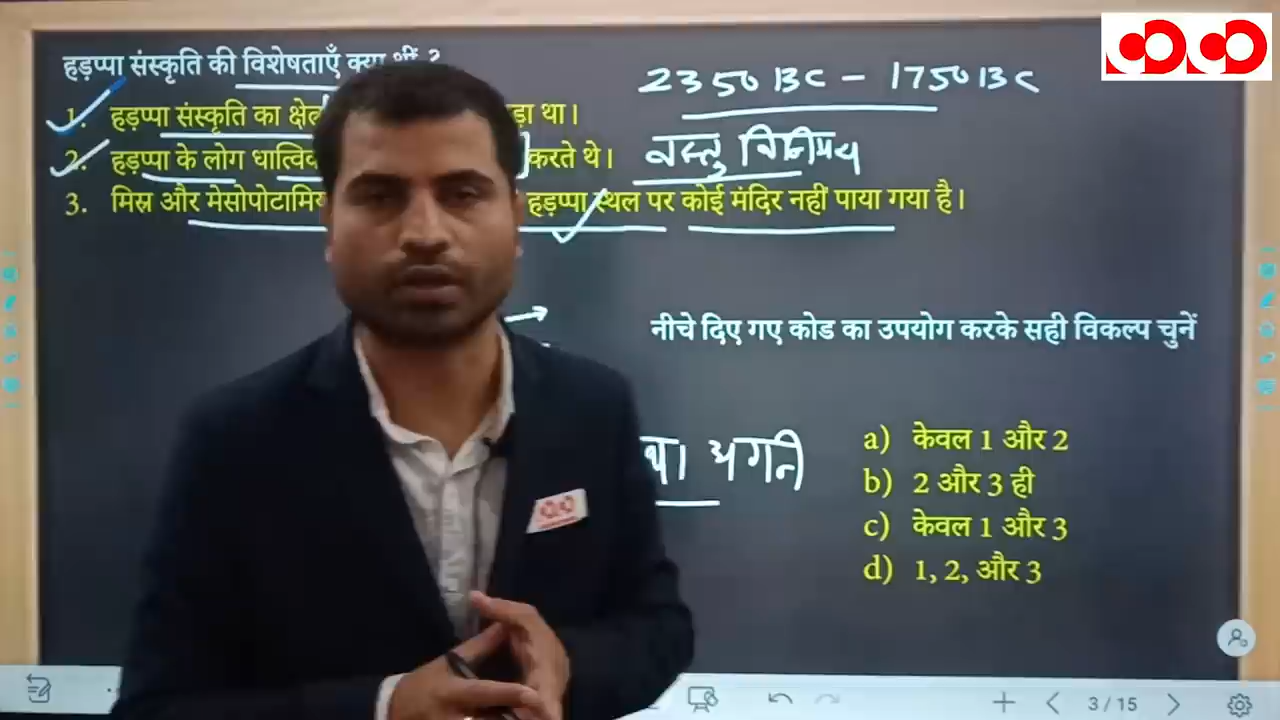 हड़प्पा संस्कृति की विशेषताएँ क्या थीं ?
2350 BC - 1750 BC
1. हड़प्पा संस्कृति का क्षेत्र
ड़ा था।
2. हड़प्पा के लोग
करते थे। वस्तु विनिमय
3. मिस्र और
हड़प्पा स्थल पर कोई मंदिर नहीं पाया गया है।
नीचे दिए गए कोड का उपयोग करके सही विकल्प चुनें
a) केवल 1 और 2
b) 2 और 3 ही
c) केवल 1 और 3
d) 1, 2, और 3
3 / 15